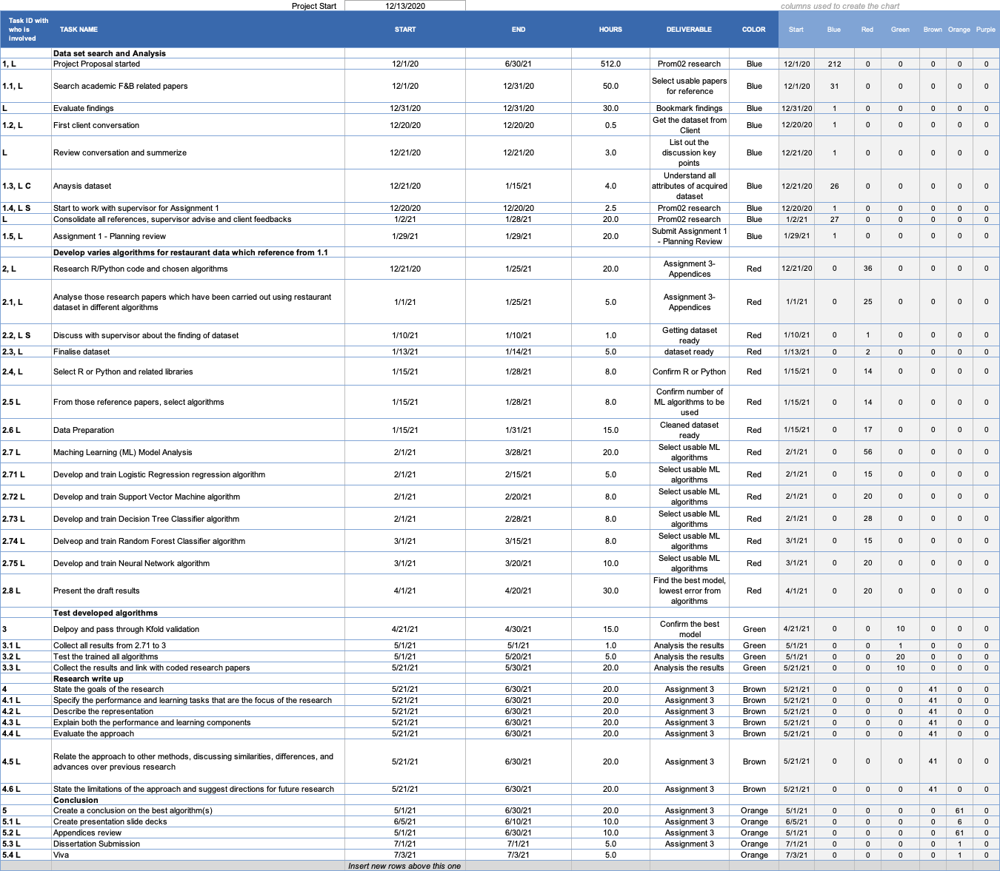 Project Start 12/13/2020 columns used to create the chart
Task ID with who is involved TASK NAME START END HOURS DELIVERABLE COLOR Start Blue Red Green Brown Orange Purple
Data set search and Analysis
1, L Project Proposal started 12/1/20 6/30/21 512.0 Prom02 research Blue 12/1/20 212 0 0 0 0 0
1.1, L Search academic F&B related papers 12/1/20 12/31/20 50.0 Select usable papers for reference Blue 12/1/20 31 0 0 0 0 0
L Evaluate findings 12/31/20 12/31/20 30.0 Bookmark findings Blue 12/31/20 1 0 0 0 0 0
1.2, L First client conversation 12/20/20 12/20/20 0.5 Get the dataset from Client Blue 12/20/20 1 0 0 0 0 0
L Review conversation and summerize 12/21/20 12/21/20 3.0 List out the discussion key points Blue 12/21/20 1 0 0 0 0 0
1.3, L C Anaysis dataset 12/21/20 1/15/21 4.0 Understand all attributes of acquired dataset Blue 12/21/20 26 0 0 0 0 0
1.4, L S Start to work with supervisor for Assignment 1 12/20/20 12/20/20 2.5 Prom02 research Blue 12/20/20 1 0 0 0 0 0
L Consolidate all references, supervisor advise and client feedbacks 1/2/21 1/28/21 20.0 Prom02 research Blue 1/2/21 27 0 0 0 0 0
1.5, L Assignment 1 - Planning review 1/29/21 1/29/21 20.0 Submit Assignment 1 - Planning Review Blue 1/29/21 1 0 0 0 0 0
Develop varies algorithms for restaurant data which reference from 1.1
2, L Research R/Python code and chosen algorithms 12/21/20 1/25/21 20.0 Assignment 3- Appendices Red 12/21/20 0 36 0 0 0 0
2.1, L Analyse those research papers which have been carried out using restaurant dataset in different algorithms 1/1/21 1/25/21 5.0 Assignment 3- Appendices Red 1/1/21 0 25 0 0 0 0
2.2, L S Discuss with supervisor about the finding of dataset 1/10/21 1/10/21 1.0 Getting dataset ready Red 1/10/21 0 1 0 0 0 0
2.3, L Finalise dataset 1/13/21 1/14/21 5.0 dataset ready Red 1/13/21 0 2 0 0 0 0
2.4, L Select R or Python and related libraries 1/15/21 1/28/21 8.0 Confirm R or Python Red 1/15/21 0 14 0 0 0 0
2.5 L From those reference papers, select algorithms 1/15/21 1/28/21 8.0 Confirm number of ML algorithms to be used Red 1/15/21 0 14 0 0 0 0
2.6 L Data Preparation 1/15/21 1/31/21 15.0 Cleaned dataset ready Red 1/15/21 0 17 0 0 0 0
2.7 L Maching Learning (ML) Model Analysis 2/1/21 3/28/21 20.0 Select usable ML algorithms Red 2/1/21 0 56 0 0 0 0
2.71 L Develop and train Logistic Regression regression algorithm 2/1/21 2/15/21 5.0 Select usable ML algorithms Red 2/1/21 0 15 0 0 0 0
2.72 L Develop and train Support Vector Machine algorithm 2/1/21 2/20/21 8.0 Select usable ML algorithms Red 2/1/21 0 20 0 0 0 0
2.73 L Develop and train Decision Tree Classifier algorithm 2/1/21 2/28/21 8.0 Select usable ML algorithms Red 2/1/21 0 28 0 0 0 0
2.74 L Delveop and train Random Forest Classifier algorithm 3/1/21 3/15/21 8.0 Select usable ML algorithms Red 3/1/21 0 15 0 0 0 0
2.75 L Develop and train Neural Network algorithm 3/1/21 3/20/21 10.0 Select usable ML algorithms Red 3/1/21 0 20 0 0 0 0
2.8 L Present the draft results 4/1/21 4/20/21 30.0 Find the best model, lowest error from algorithms Red 4/1/21 0 20 0 0 0 0
Test developed algorithms
3 Delpoy and pass through Kfold validation 4/21/21 4/30/21 15.0 Confirm the best model Green 4/21/21 0 0 10 0 0 0
3.1 L Collect all results from 2.71 to 3 5/1/21 5/1/21 1.0 Analysis the results Green 5/1/21 0 0 1 0 0 0
3.2 L Test the trained all algorithms 5/1/21 5/20/21 5.0 Analysis the results Green 5/1/21 0 0 20 0 0 0
3.3 L Collect the results and link with coded research papers 5/21/21 5/30/21 20.0 Analysis the results Green 5/21/21 0 0 10 0 0 0
Research write up
4 State the goals of the research 5/21/21 6/30/21 20.0 Assignment 3 Brown 5/21/21 0 0 0 41 0 0
4.1 L Specify the performance and learning tasks that are the focus of the research 5/21/21 6/30/21 20.0 Assignment 3 Brown 5/21/21 0 0 0 41 0 0
4.2 L Describe the representation 5/21/21 6/30/21 20.0 Assignment 3 Brown 5/21/21 0 0 0 41 0 0
4.3 L Explain both the performance and learning components 5/21/21 6/30/21 20.0 Assignment 3 Brown 5/21/21 0 0 0 41 0 0
4.4 L Evaluate the approach 5/21/21 6/30/21 20.0 Assignment 3 Brown 5/21/21 0 0 0 41 0 0
4.5 L Relate the approach to other methods, discussing similarities, differences, and advances over previous research 5/21/21 6/30/21 20.0 Assignment 3 Brown 5/21/21 0 0 0 41 0 0
4.6 L State the limitations of the approach and suggest directions for future research 5/21/21 6/30/21 20.0 Assignment 3 Brown 5/21/21 0 0 0 41 0 0
Conclusion
5 Create a conclusion on the best algorithm(s) 5/1/21 6/30/21 20.0 Assignment 3 Orange 5/1/21 0 0 0 0 61 0
5.1 L Create presentation slide decks 6/5/21 6/10/21 10.0 Assignment 3 Orange 6/5/21 0 0 0 0 6 0
5.2 L Appendices review 5/1/21 6/30/21 10.0 Assignment 3 Orange 5/1/21 0 0 0 0 61 0
5.3 L Dissertation Submission 7/1/21 7/1/21 5.0 Assignment 3 Orange 7/1/21 0 0 0 0 1 0
5.4 L Viva 7/3/21 7/3/21 5.0 Orange 7/3/21 0 0 0 0 1 0
Insert new rows above this one